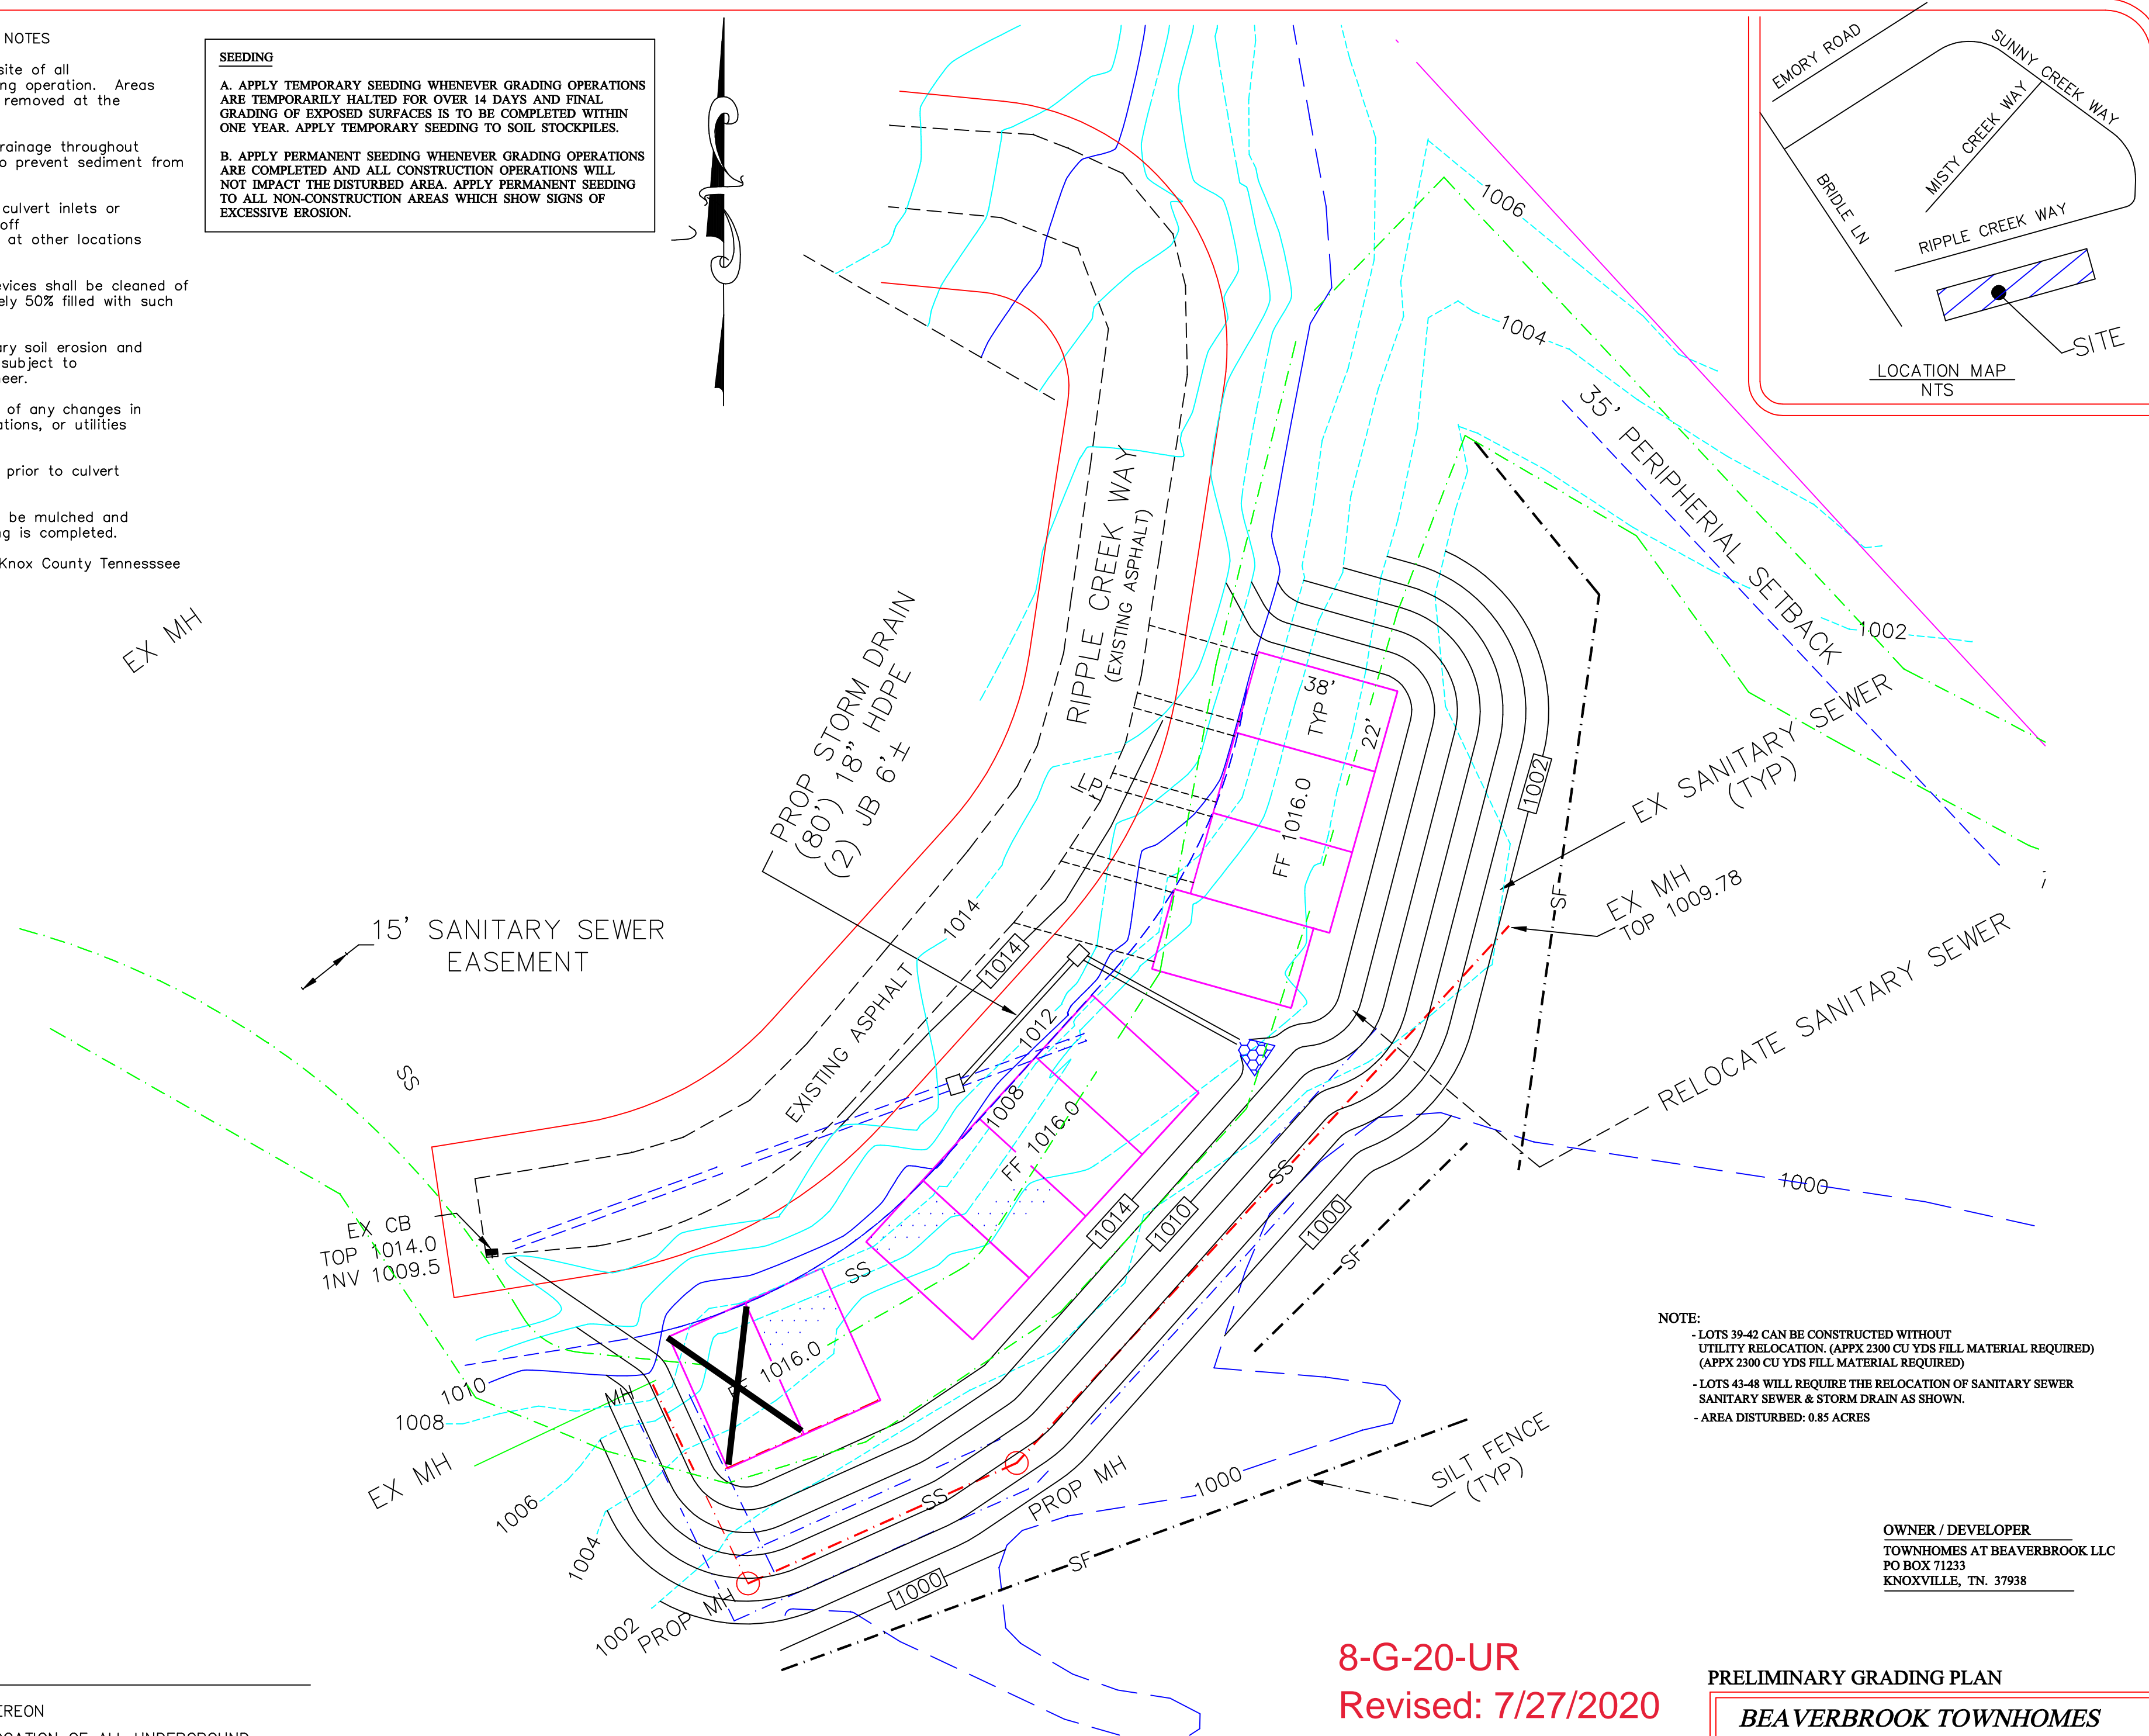 NOTES
site of all
ng operation. Areas
removed at the
rainage throughout
o prevent sediment from
culvert inlets or
off
at other locations
evices shall be cleaned of
ely 50% filled with such
ary soil erosion and
subject to
eer.
of any changes in
ations, or utilities
prior to culvert
be mulched and
ng is completed.
Knox County Tennesssee
SEEDING
A. APPLY TEMPORARY SEEDING WHENEVER GRADING OPERATIONS
ARE TEMPORARILY HALTED FOR OVER 14 DAYS AND FINAL
GRADING OF EXPOSED SURFACES IS TO BE COMPLETED WITHIN
ONE YEAR. APPLY TEMPORARY SEEDING TO SOIL STOCKPILES.
B. APPLY PERMANENT SEEDING WHENEVER GRADING OPERATIONS
ARE COMPLETED AND ALL CONSTRUCTION OPERATIONS WILL
NOT IMPACT THE DISTURBED AREA. APPLY PERMANENT SEEDING
TO ALL NON-CONSTRUCTION AREAS WHICH SHOW SIGNS OF
EXCESSIVE EROSION.
EMORY ROAD
SUNNY CREEK WAY
MISTY CREEK WAY
BRIDLE LN
RIPPLE CREEK WAY
SITE
LOCATION MAP
NTS
1006
1004
35' PERIPHERIAL SETBACK
1002
RIPPLE CREEK WAY
(EXISTING ASPHALT)
EX MH
PROP STORM DRAIN
(80') 18" HDPE
(2) JB 6'±
38'
TYP
22'
FF 1016.0
1002
EX SANITARY SEWER
(TYP)
SF
EX MH
TOP 1009.78
RELOCATE SANITARY SEWER
15' SANITARY SEWER
EASEMENT
1014
1014
EXISTING ASPHALT
1012
1008
FF 1016.0
SS
SS
1014
1010
SS
1000
1000
SF
EX CB
TOP 1014.0
1NV 1009.5
FF 1016.0
MH
1010
1008
EX MH
1006
1004
1002
PROP MH
SS
PROP MH
1000
1000
SF
SILT FENCE
(TYP)
NOTE:
- LOTS 39-42 CAN BE CONSTRUCTED WITHOUT
UTILITY RELOCATION. (APPX 2300 CU YDS FILL MATERIAL REQUIRED)
(APPX 2300 CU YDS FILL MATERIAL REQUIRED)
- LOTS 43-48 WILL REQUIRE THE RELOCATION OF SANITARY SEWER
SANITARY SEWER & STORM DRAIN AS SHOWN.
- AREA DISTURBED: 0.85 ACRES
OWNER / DEVELOPER
TOWNHOMES AT BEAVERBROOK LLC
PO BOX 71233
KNOXVILLE, TN. 37938
8-G-20-UR
Revised: 7/27/2020
PRELIMINARY GRADING PLAN
BEAVERBROOK TOWNHOMES
EREON
OCATION OF ALL UNDERGROUND